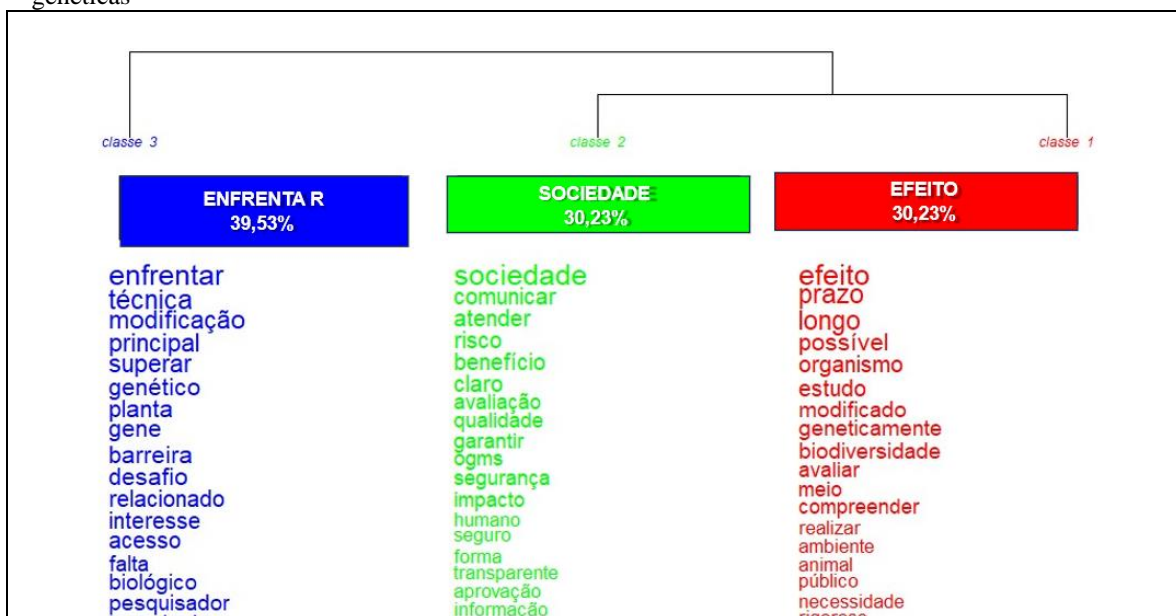 genéticas
classe 3
classe 2
classe 1
ENFRENTA R
39,53%
SOCIEDADE
30,23%
EFEITO
30,23%
enfrentar
técnica
modificação
principal
superar
genético
planta
gene
barreira
desafio
relacionado
interesse
acesso
falta
biológico
pesquisador
sociedade
comunicar
atender
risco
benefício
claro
avaliação
qualidade
garantir
ogms
segurança
impacto
humano
seguro
forma
transparente
aprovação
informação
efeito
prazo
longo
possível
organismo
estudo
modificado
geneticamente
biodiversidade
avaliar
meio
compreender
realizar
ambiente
animal
público
necessidade